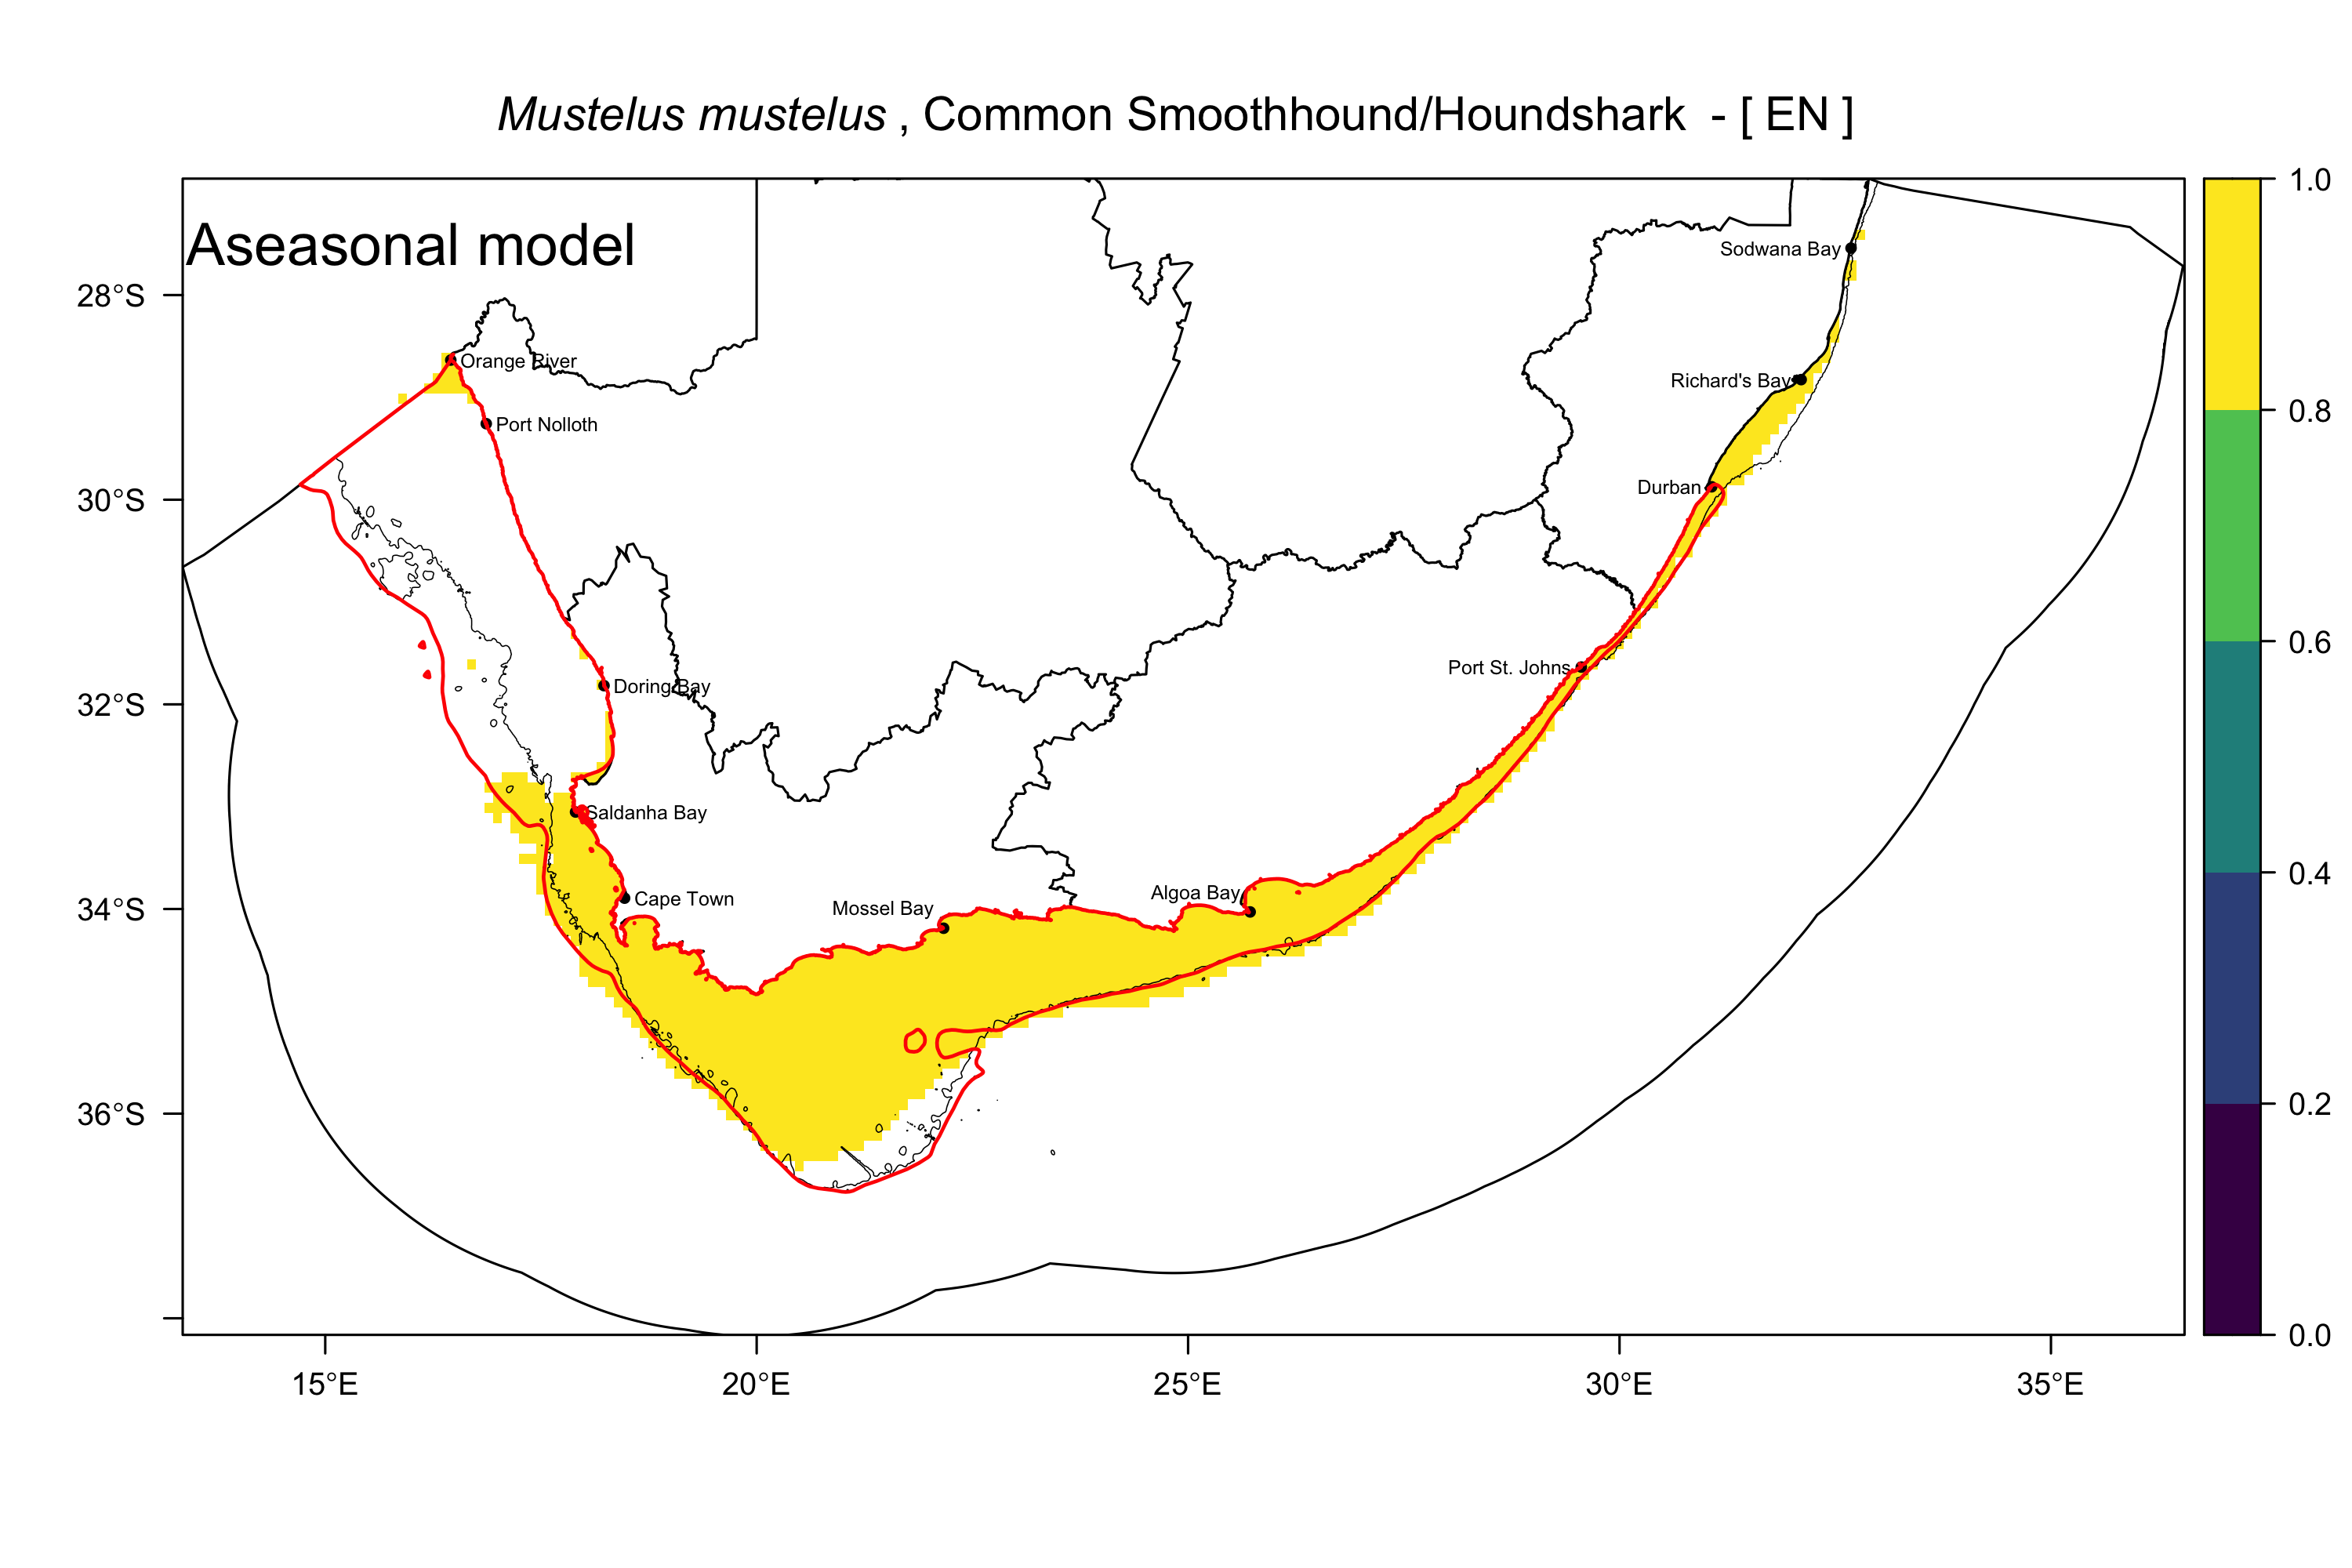 Mustelus mustelus , Common Smoothhound/Houndshark - [ EN ]
Aseasonal model
28°S
30°S
32°S
34°S
36°S
15°E
20°E
25°E
30°E
35°E
Sodwana Bay
Richard's Bay
Durban
Port St. Johns
Algoa Bay
Mossel Bay
Cape Town
Saldanha Bay
Doring Bay
Port Nolloth
Orange River
1.0
0.8
0.6
0.4
0.2
0.0